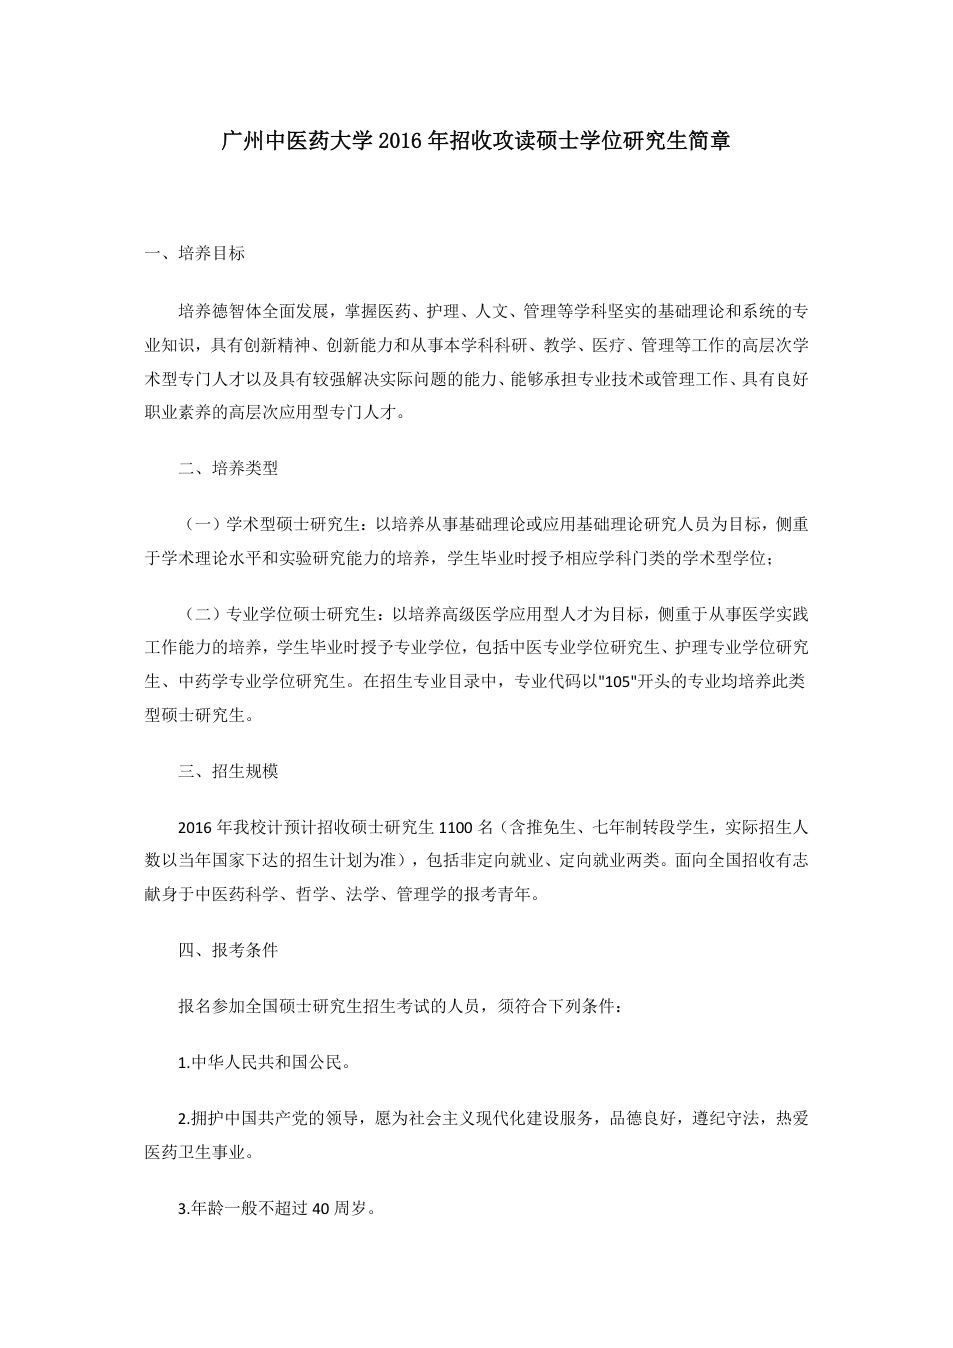 广州中医药大学 2016 年招收攻读硕士学位研究生简章
一、培养目标
培养德智体全面发展，掌握医药、护理、人文、管理等学科坚实的基础理论和系统的专
业知识，具有创新精神、创新能力和从事本学科科研、教学、医疗、管理等工作的高层次学
术型专门人才以及具有较强解决实际问题的能力、能够承担专业技术或管理工作、具有良好
职业素养的高层次应用型专门人才。
二、培养类型
（一）学术型硕士研究生：以培养从事基础理论或应用基础理论研究人员为目标，侧重
于学术理论水平和实验研究能力的培养，学生毕业时授予相应学科门类的学术型学位；
（二）专业学位硕士研究生：以培养高级医学应用型人才为目标，侧重于从事医学实践
工作能力的培养，学生毕业时授予专业学位，包括中医专业学位研究生、护理专业学位研究
生、中药学专业学位研究生。在招生专业目录中，专业代码以"105"开头的专业均培养此类
型硕士研究生。
三、招生规模
2016 年我校计预计招收硕士研究生 1100 名（含推免生、七年制转段学生，实际招生人
数以当年国家下达的招生计划为准），包括非定向就业、定向就业两类。面向全国招收有志
献身于中医药科学、哲学、法学、管理学的报考青年。
四、报考条件
报名参加全国硕士研究生招生考试的人员，须符合下列条件：
1.中华人民共和国公民。
2.拥护中国共产党的领导，愿为社会主义现代化建设服务，品德良好，遵纪守法，热爱
医药卫生事业。
3.年龄一般不超过 40 周岁。